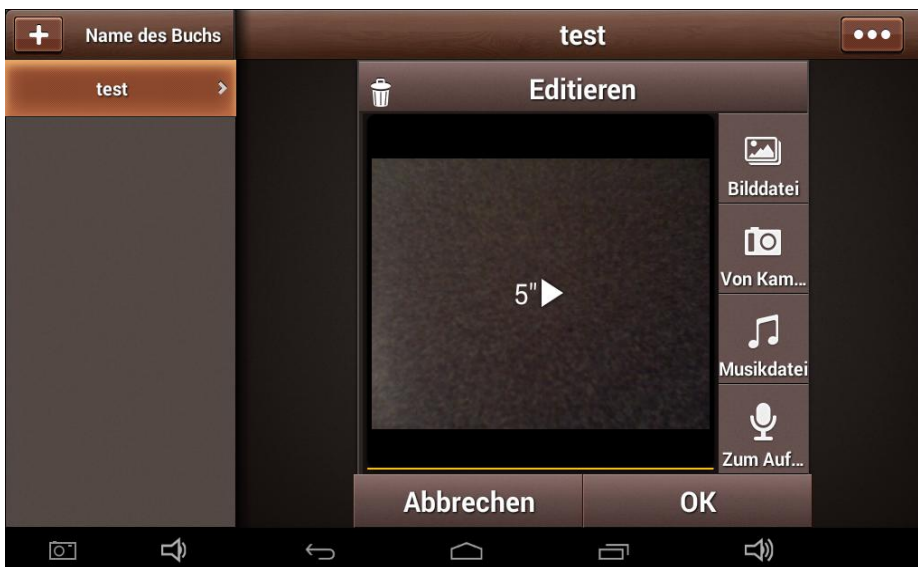 Name des Buchs
test
test
Editieren
Bilddatei
5"
Von Kam...
Musikdatei
Zum Auf...
Abbrechen
OK